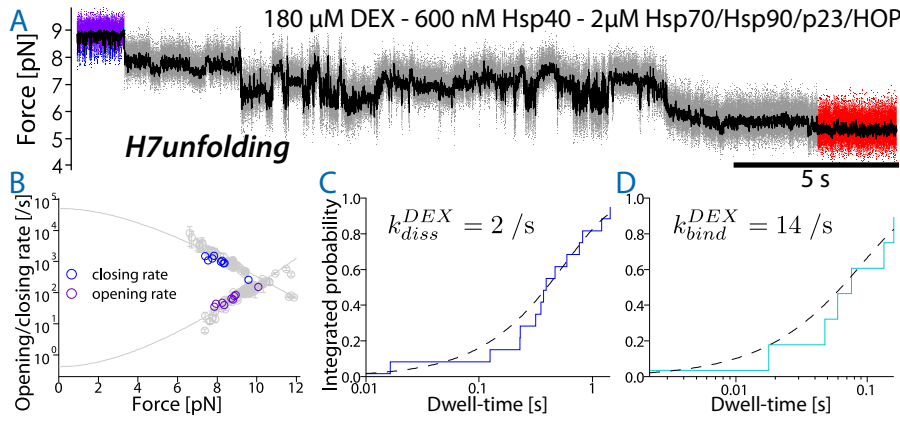 A
180 µM DEX - 600 nM Hsp40 - 2µM Hsp70/Hsp90/p23/HOP
Force [pN]
9
8
7
6
5
4
H7unfolding
5 s
B
Opening/closing rate [/s]
10^5
10^4
10^3
10^2
10^1
10^0
closing rate
opening rate
0 2 4 6 8 10 12
Force [pN]
C
Integrated probability
k_{diss}^{DEX} = 2 /s
1.0
0.8
0.6
0.4
0.2
0.0
0.01 0.1 1
Dwell-time [s]
D
k_{bind}^{DEX} = 14 /s
1.0
0.8
0.6
0.4
0.2
0.0
0.01 0.1
Dwell-time [s]